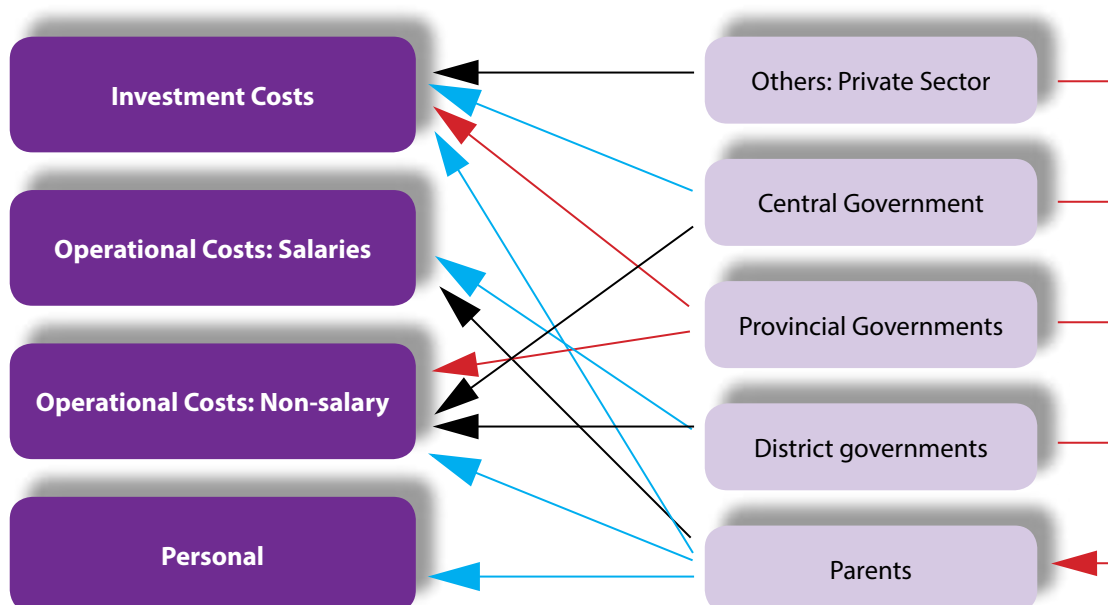 Investment Costs
Operational Costs: Salaries
Operational Costs: Non-salary
Personal
Others: Private Sector
Central Government
Provincial Governments
District governments
Parents